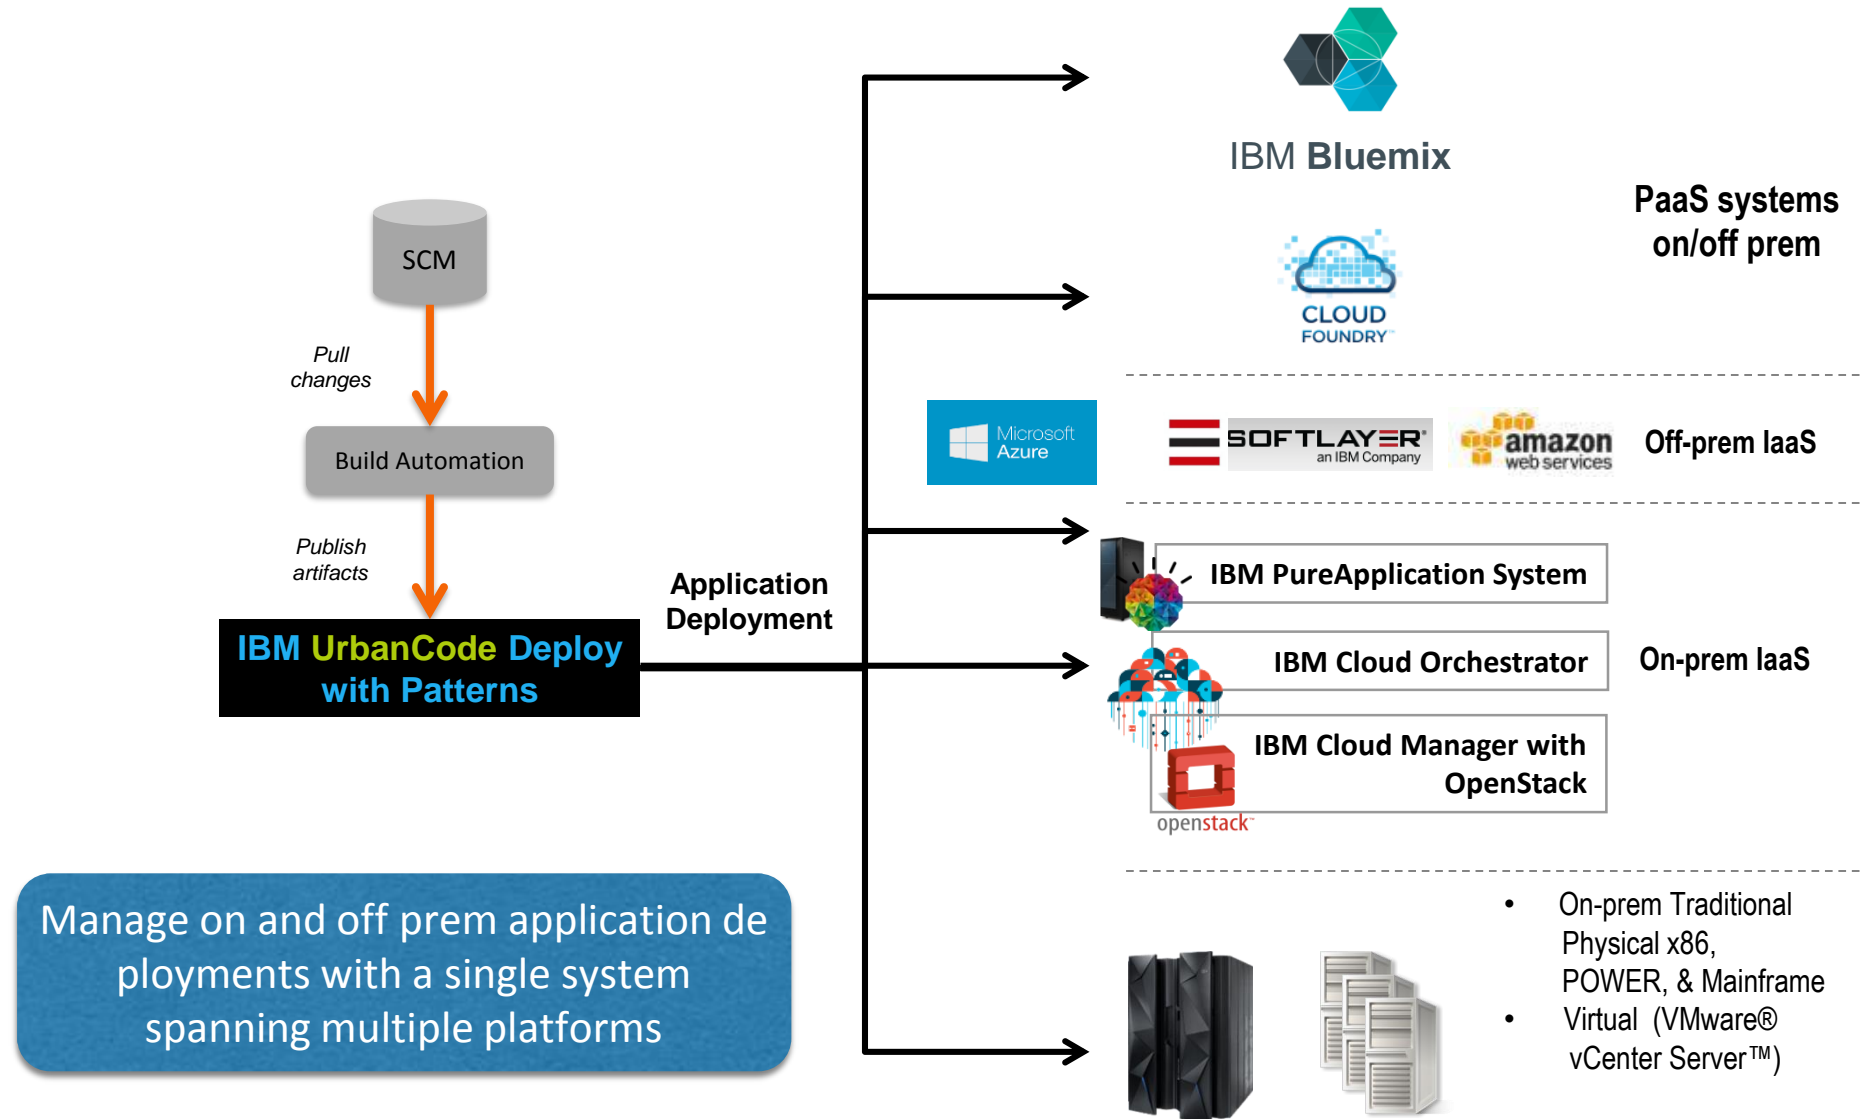 IBM Bluemix
PaaS systems
on/off prem
SCM
CLOUD
FOUNDRY™
Pull
changes
Microsoft
Azure
SOFTLAYER®
an IBM Company
amazon
web services
Off-prem IaaS
Build Automation
Publish
artifacts
Application
Deployment
IBM PureApplication System
IBM UrbanCode Deploy
with Patterns
IBM Cloud Orchestrator
On-prem IaaS
IBM Cloud Manager with
OpenStack
openstack™
Manage on and off prem application de
ployments with a single system
spanning multiple platforms
• On-prem Traditional
Physical x86,
POWER, & Mainframe
• Virtual (VMware®
vCenter Server™)